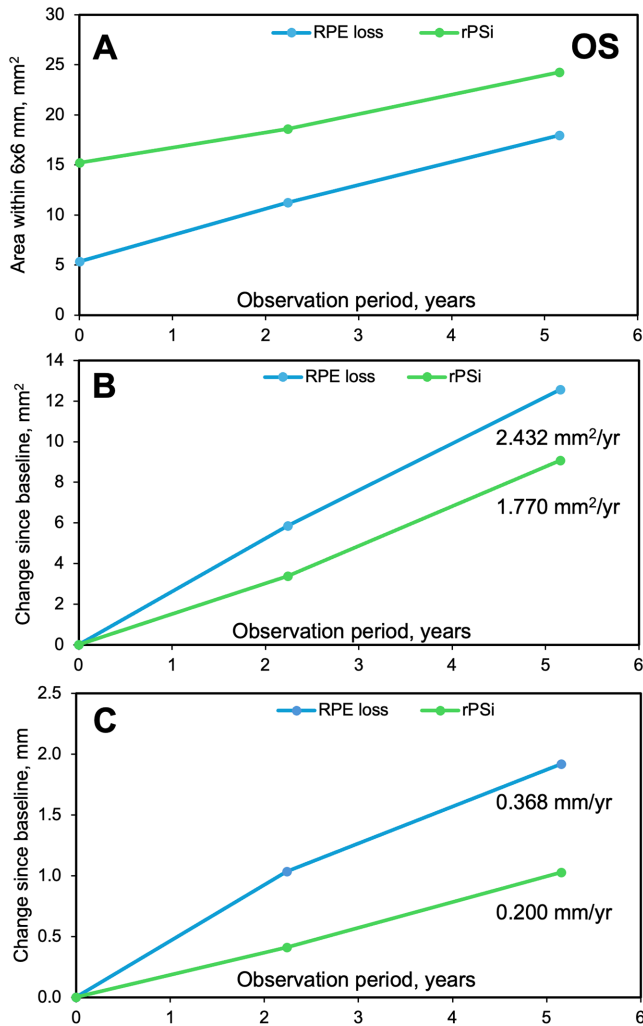 A
RPE loss rPSi
OS
Area within 6x6 mm, mm²
30
25
20
15
10
5
0
Observation period, years
0 1 2 3 4 5 6
B
RPE loss rPSi
Change since baseline, mm²
14
12
10
8
6
4
2
0
2.432 mm²/yr
1.770 mm²/yr
Observation period, years
0 1 2 3 4 5 6
C
RPE loss rPSi
Change since baseline, mm
2.5
2.0
1.5
1.0
0.5
0.0
0.368 mm/yr
0.200 mm/yr
Observation period, years
0 1 2 3 4 5 6